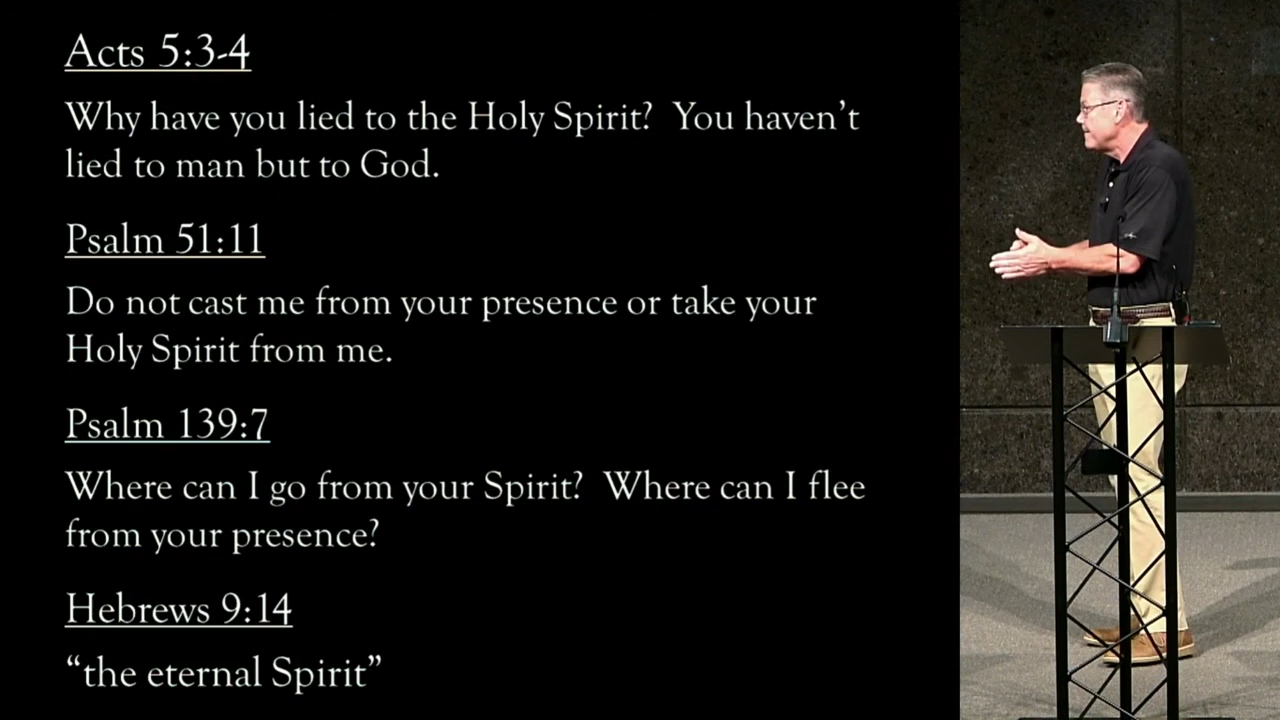 Acts 5:3-4
Why have you lied to the Holy Spirit?  You haven't
lied to man but to God.
Psalm 51:11
Do not cast me from your presence or take your
Holy Spirit from me.
Psalm 139:7
Where can I go from your Spirit?  Where can I flee
from your presence?
Hebrews 9:14
“the eternal Spirit”